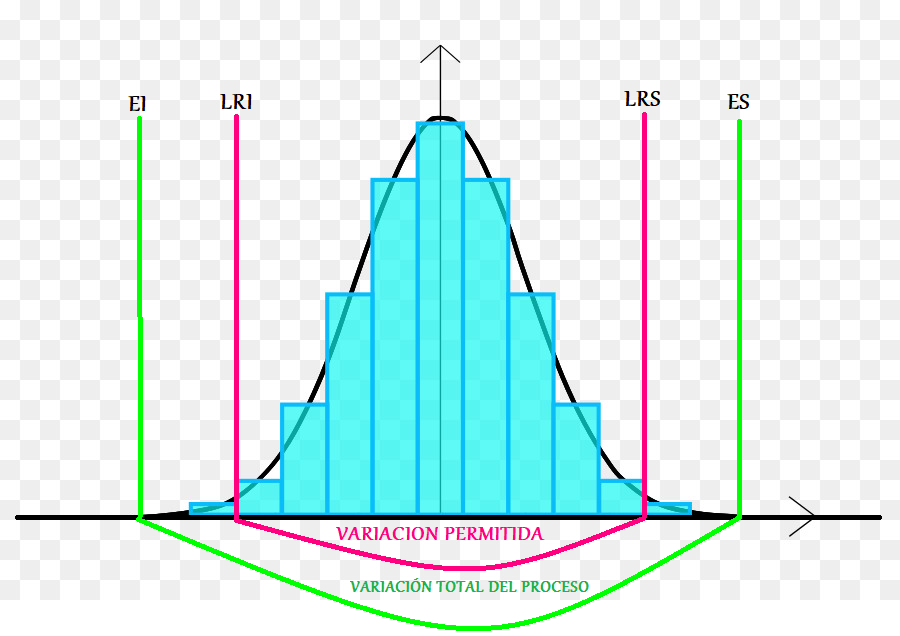 EI
LRI
LRS
ES
VARIACION PERMITIDA
VARIACIÓN TOTAL DEL PROCESO